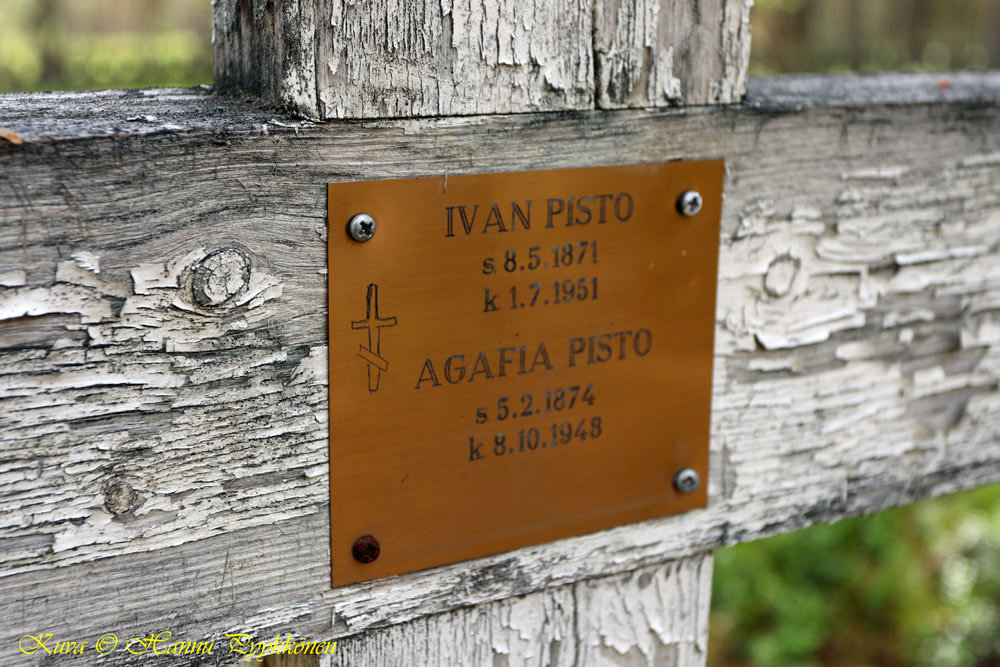 IVAN PISTO
s 8.5.1871
k 1.7.1951
AGAFIA PISTO
s 5.2.1874
k 8.10.1948
Kuva © Hannu Pyykkönen